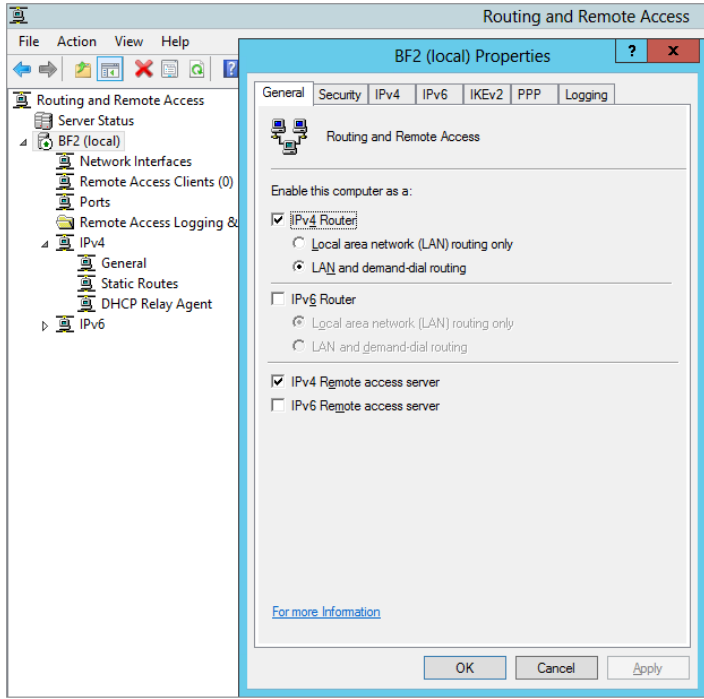 Routing and Remote Access
File Action View Help
Routing and Remote Access
Server Status
BF2 (local)
Network Interfaces
Remote Access Clients (0)
Ports
Remote Access Logging &
IPv4
General
Static Routes
DHCP Relay Agent
IPv6
BF2 (local) Properties
? x
General Security IPv4 IPv6 IKEv2 PPP Logging
Routing and Remote Access
Enable this computer as a:
IPv4 Router
Local area network (LAN) routing only
LAN and demand-dial routing
IPv6 Router
Local area network (LAN) routing only
LAN and demand-dial routing
IPv4 Remote access server
IPv6 Remote access server
For more Information
OK Cancel Apply